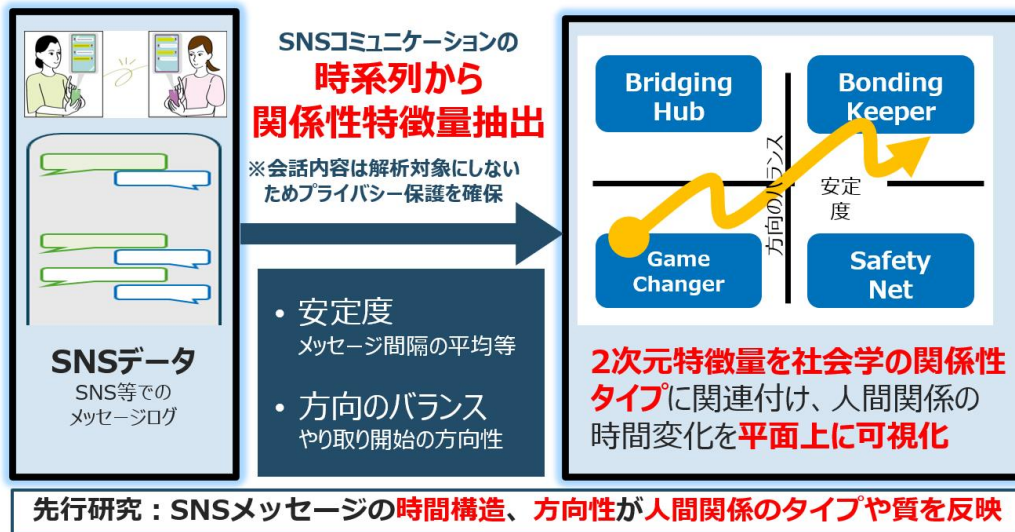 SNSコミュニケーションの
時系列から
関係性特徴量抽出
※会話内容は解析対象にしない
ためプライバシー保護を確保
• 安定度
メッセージ間隔の平均等
• 方向のバランス
やり取り開始の方向性
SNSデータ
SNS等での
メッセージログ
Bridging
Hub
Bonding
Keeper
方向のバランス
安定
度
Game
Changer
Safety
Net
2次元特徴量を社会学の関係性
タイプに関連付け、人間関係の
時間変化を平面上に可視化
先行研究：SNSメッセージの時間構造、方向性が人間関係のタイプや質を反映